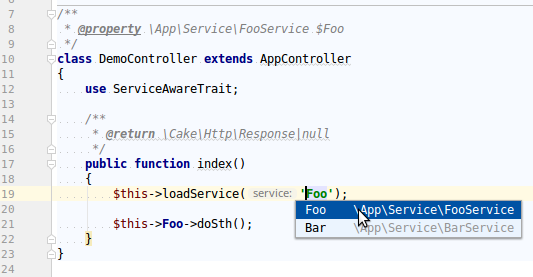 7 /**
8 * @property \App\Service\FooService $Foo
9 */
10 class DemoController extends AppController
11 {
12 use ServiceAwareTrait;
13
14 /**
15 * @return \Cake\Http\Response|null
16 */
17 public function index()
18 {
19 $this->loadService( service: 'Foo');
20 Foo \App\Service\FooService
21 $this->Foo->doSth(); Bar \App\Service\BarService
22 }
23 }
24